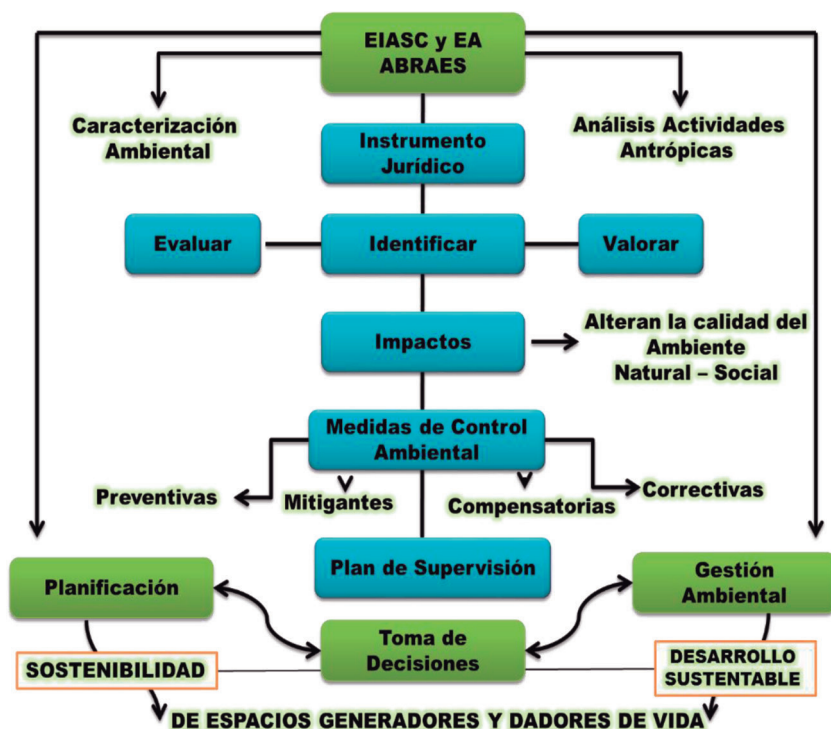 EIASC y EA
ABRAES
Caracterización
Ambiental
Análisis Actividades
Antrópicas
Instrumento
Jurídico
Evaluar
Identificar
Valorar
Impactos
Alteran la calidad del
Ambiente
Natural – Social
Medidas de Control
Ambiental
Preventivas
Mitigantes
Compensatorias
Correctivas
Plan de Supervisión
Planificación
Gestión
Ambiental
Toma de
Decisiones
SOSTENIBILIDAD
DESARROLLO
SUSTENTABLE
DE ESPACIOS GENERADORES Y DADORES DE VIDA